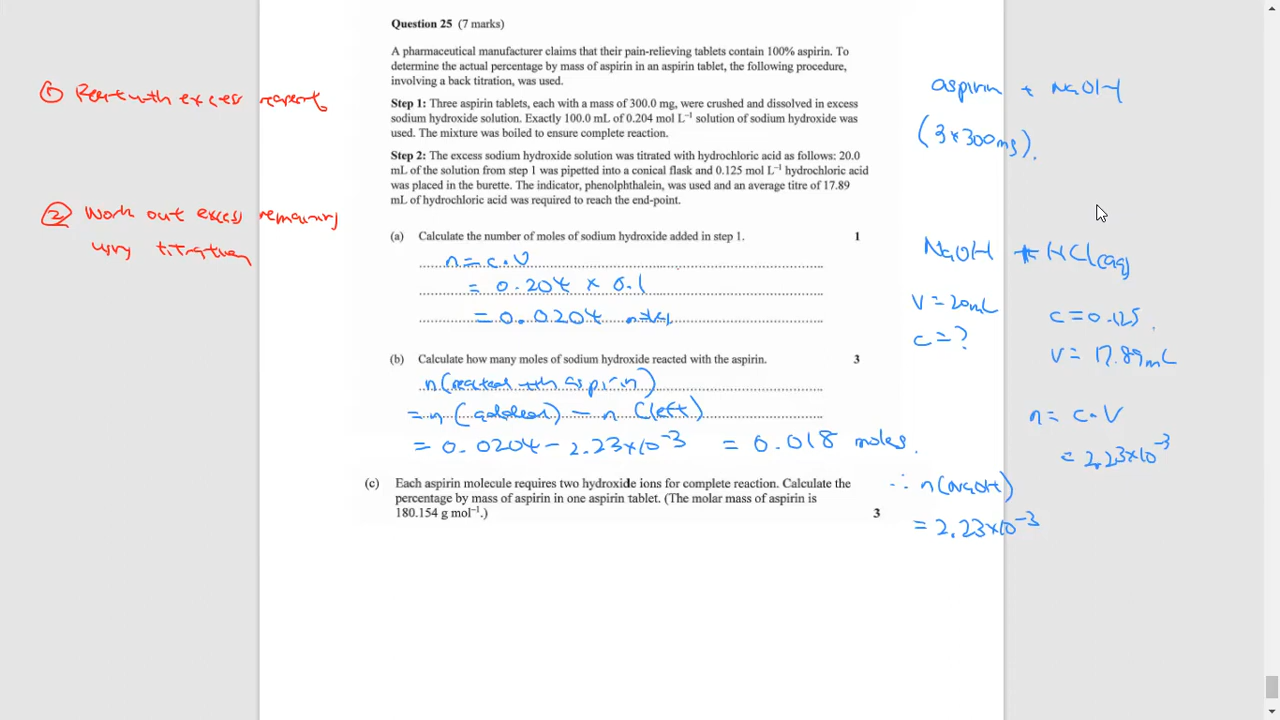 Question 25 (7 marks)
A pharmaceutical manufacturer claims that their pain-relieving tablets contain 100% aspirin. To
determine the actual percentage by mass of aspirin in an aspirin tablet, the following procedure,
involving a back titration, was used.
Step 1: Three aspirin tablets, each with a mass of 300.0 mg, were crushed and dissolved in excess
sodium hydroxide solution. Exactly 100.0 mL of 0.204 mol L⁻¹ solution of sodium hydroxide was
used. The mixture was boiled to ensure complete reaction.
Step 2: The excess sodium hydroxide solution was titrated with hydrochloric acid as follows: 20.0
mL of the solution from step 1 was pipetted into a conical flask and 0.125 mol L⁻¹ hydrochloric acid
was placed in the burette. The indicator, phenolphthalein, was used and an average titre of 17.89
mL of hydrochloric acid was required to reach the end-point.
(a) Calculate the number of moles of sodium hydroxide added in step 1. 1
n = c.V
= 0.204 × 0.1
= 0.0204
(b) Calculate how many moles of sodium hydroxide reacted with the aspirin. 3
n (reacted with aspirin)
= n (added) − n (left)
= 0.0204 − 2.23×10⁻³ = 0.018 moles.
(c) Each aspirin molecule requires two hydroxide ions for complete reaction. Calculate the
percentage by mass of aspirin in one aspirin tablet. (The molar mass of aspirin is
180.154 g mol⁻¹.) 3
① React with excess reagent
② Work out excess remaining
using titration
aspirin + NaOH
(3×300mg).
NaOH + HCl(aq)
V = 20mL
c = ?
c = 0.125
V = 17.89mL
n = c.V
= 2.23×10⁻³
∴ n(NaOH)
= 2.23×10⁻³